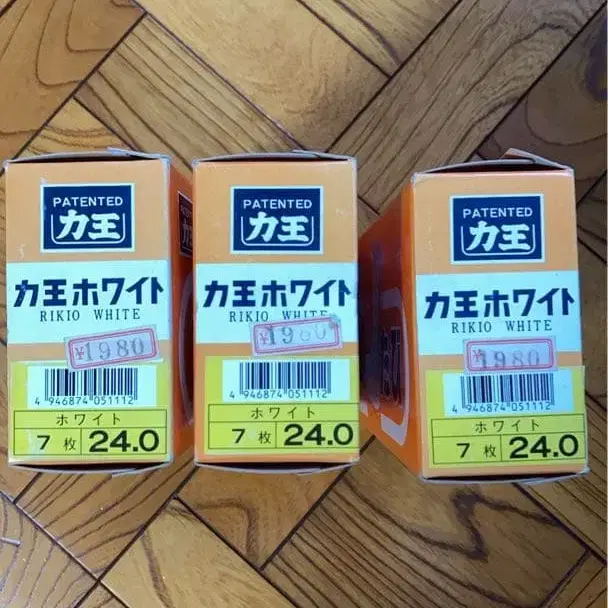 PATENTED
力王
力王ホワイト
RIKIO WHITE
¥1980
4 946874 051112
ホワイト
7 枚 24.0
PATENTED
力王
力王ホワイト
RIKIO WHITE
¥1980
4 946874 051112
ホワイト
7 枚 24.0
PATENTED
力王
力王ホワイト
RIKIO WHITE
¥1980
4 946874 051112
ホワイト
7 枚 24.0